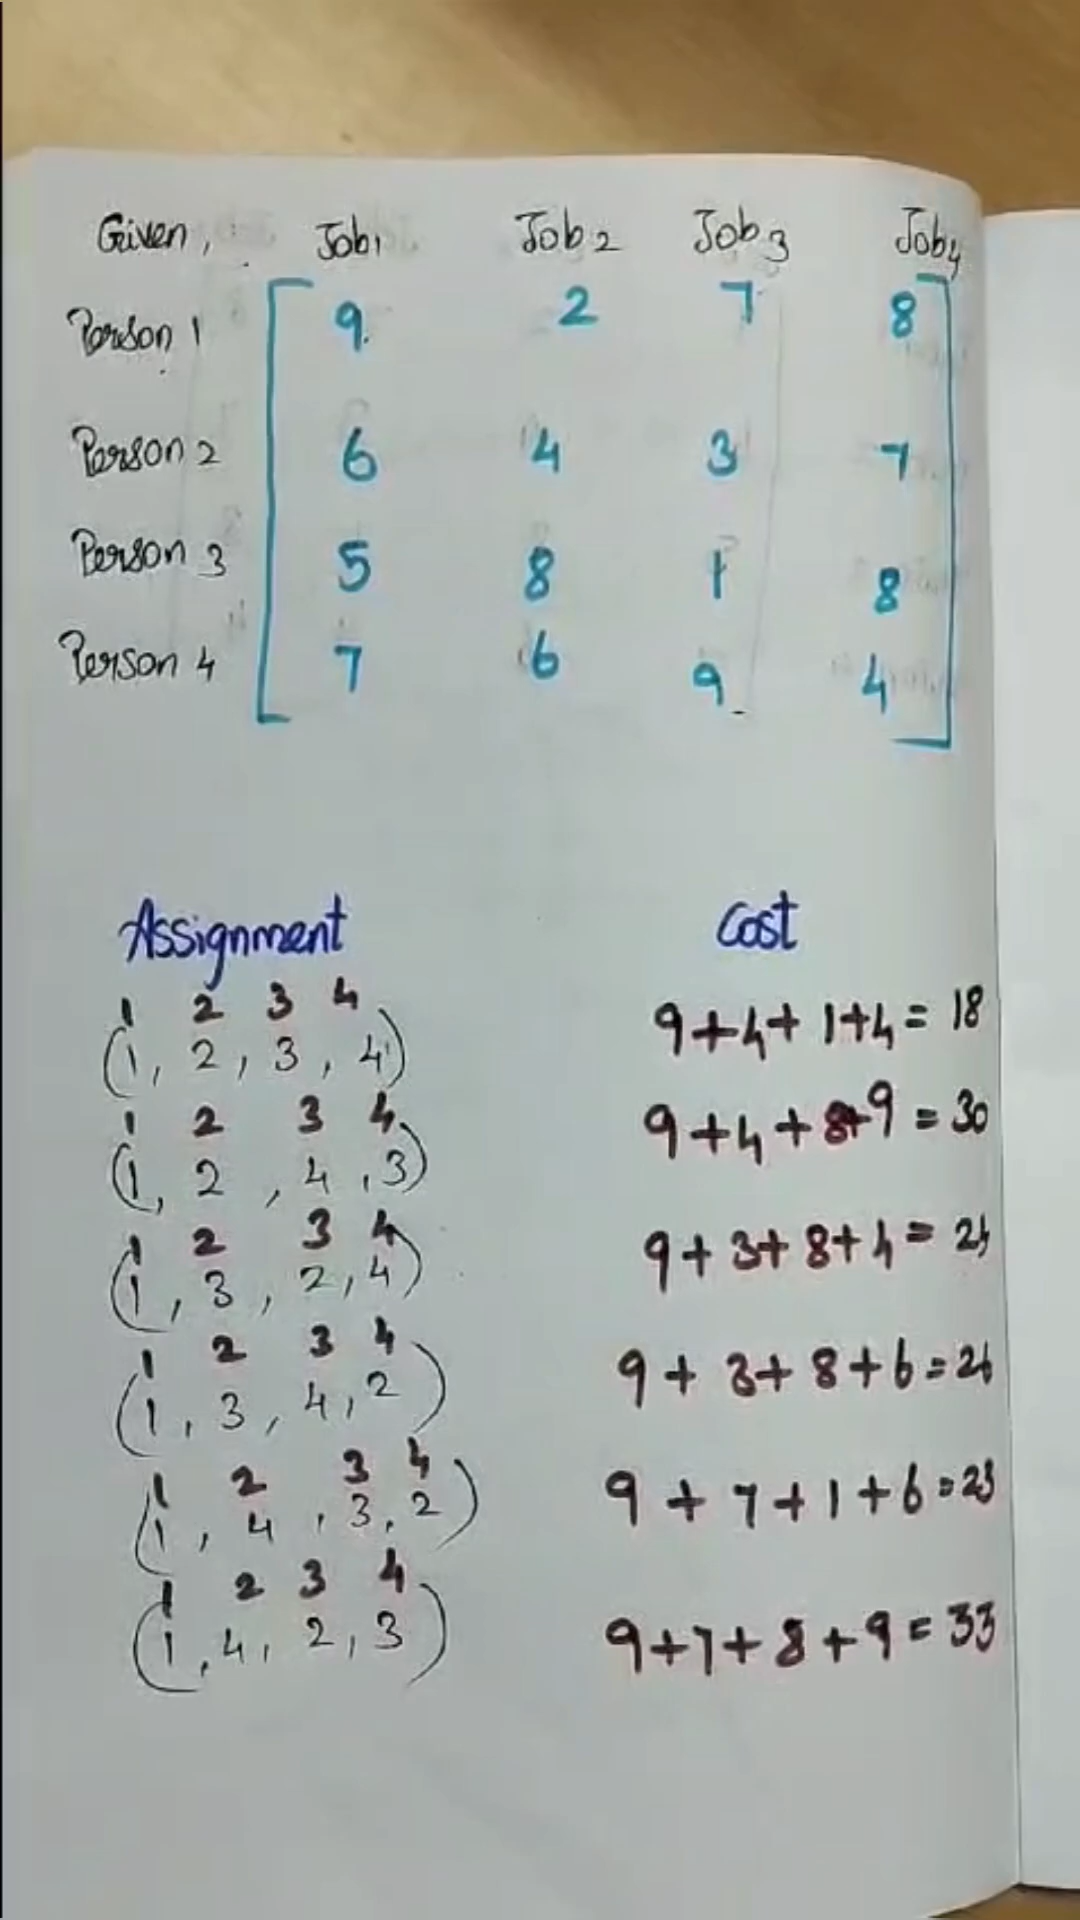 Given, Job1 Job2 Job3 Job4
Person 1 9 2 7 8
Person 2 6 4 3 7
Person 3 5 8 1 8
Person 4 7 6 9 4
Assignment Cost
1 2 3 4
(1, 2, 3, 4) 9+4+1+4= 18
1 2 3 4
(1, 2, 4, 3) 9+4+8+9 = 30
1 2 3 4
(1, 3, 2, 4) 9+3+8+4= 24
1 2 3 4
(1, 3, 4, 2) 9+3+8+6=26
1 2 3 4
(1, 4, 3, 2) 9+7+1+6=23
1 2 3 4
(1, 4, 2, 3) 9+7+8+9=33